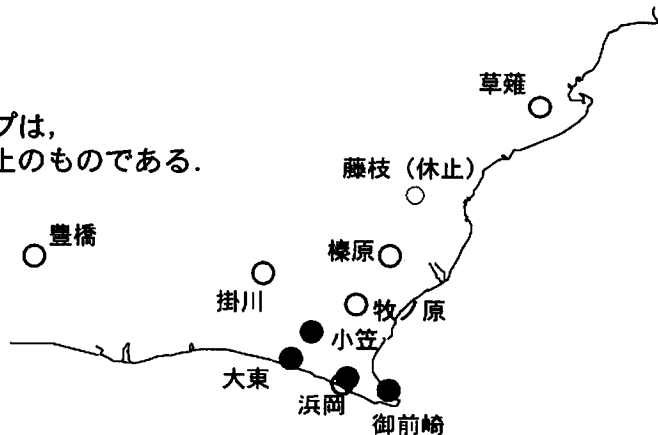 草薙
プは，
上のものである．
藤枝（休止）
豊橋
榛原
掛川
牧ノ原
小笠
大東
浜岡
御前崎